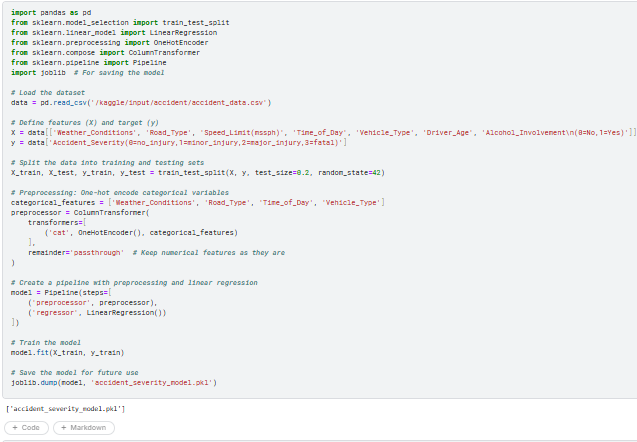 import pandas as pd
from sklearn.model_selection import train_test_split
from sklearn.linear_model import LinearRegression
from sklearn.preprocessing import OneHotEncoder
from sklearn.compose import ColumnTransformer
from sklearn.pipeline import Pipeline
import joblib  # For saving the model

# Load the dataset
data = pd.read_csv('/kaggle/input/accident/accident_data.csv')

# Define features (X) and target (y)
X = data[['Weather_Conditions', 'Road_Type', 'Speed_Limit(mssph)', 'Time_of_Day', 'Vehicle_Type', 'Driver_Age', 'Alcohol_Involvement\n(0=No,1=Yes)']]
y = data['Accident_Severity(0=no_injury,1=minor_injury,2=major_injury,3=fatal)']

# Split the data into training and testing sets
X_train, X_test, y_train, y_test = train_test_split(X, y, test_size=0.2, random_state=42)

# Preprocessing: One-hot encode categorical variables
categorical_features = ['Weather_Conditions', 'Road_Type', 'Time_of_Day', 'Vehicle_Type']
preprocessor = ColumnTransformer(
    transformers=[
        ('cat', OneHotEncoder(), categorical_features)
    ],
    remainder='passthrough'  # Keep numerical features as they are
)

# Create a pipeline with preprocessing and linear regression
model = Pipeline(steps=[
    ('preprocessor', preprocessor),
    ('regressor', LinearRegression())
])

# Train the model
model.fit(X_train, y_train)

# Save the model for future use
joblib.dump(model, 'accident_severity_model.pkl')

['accident_severity_model.pkl']
+ Code + Markdown